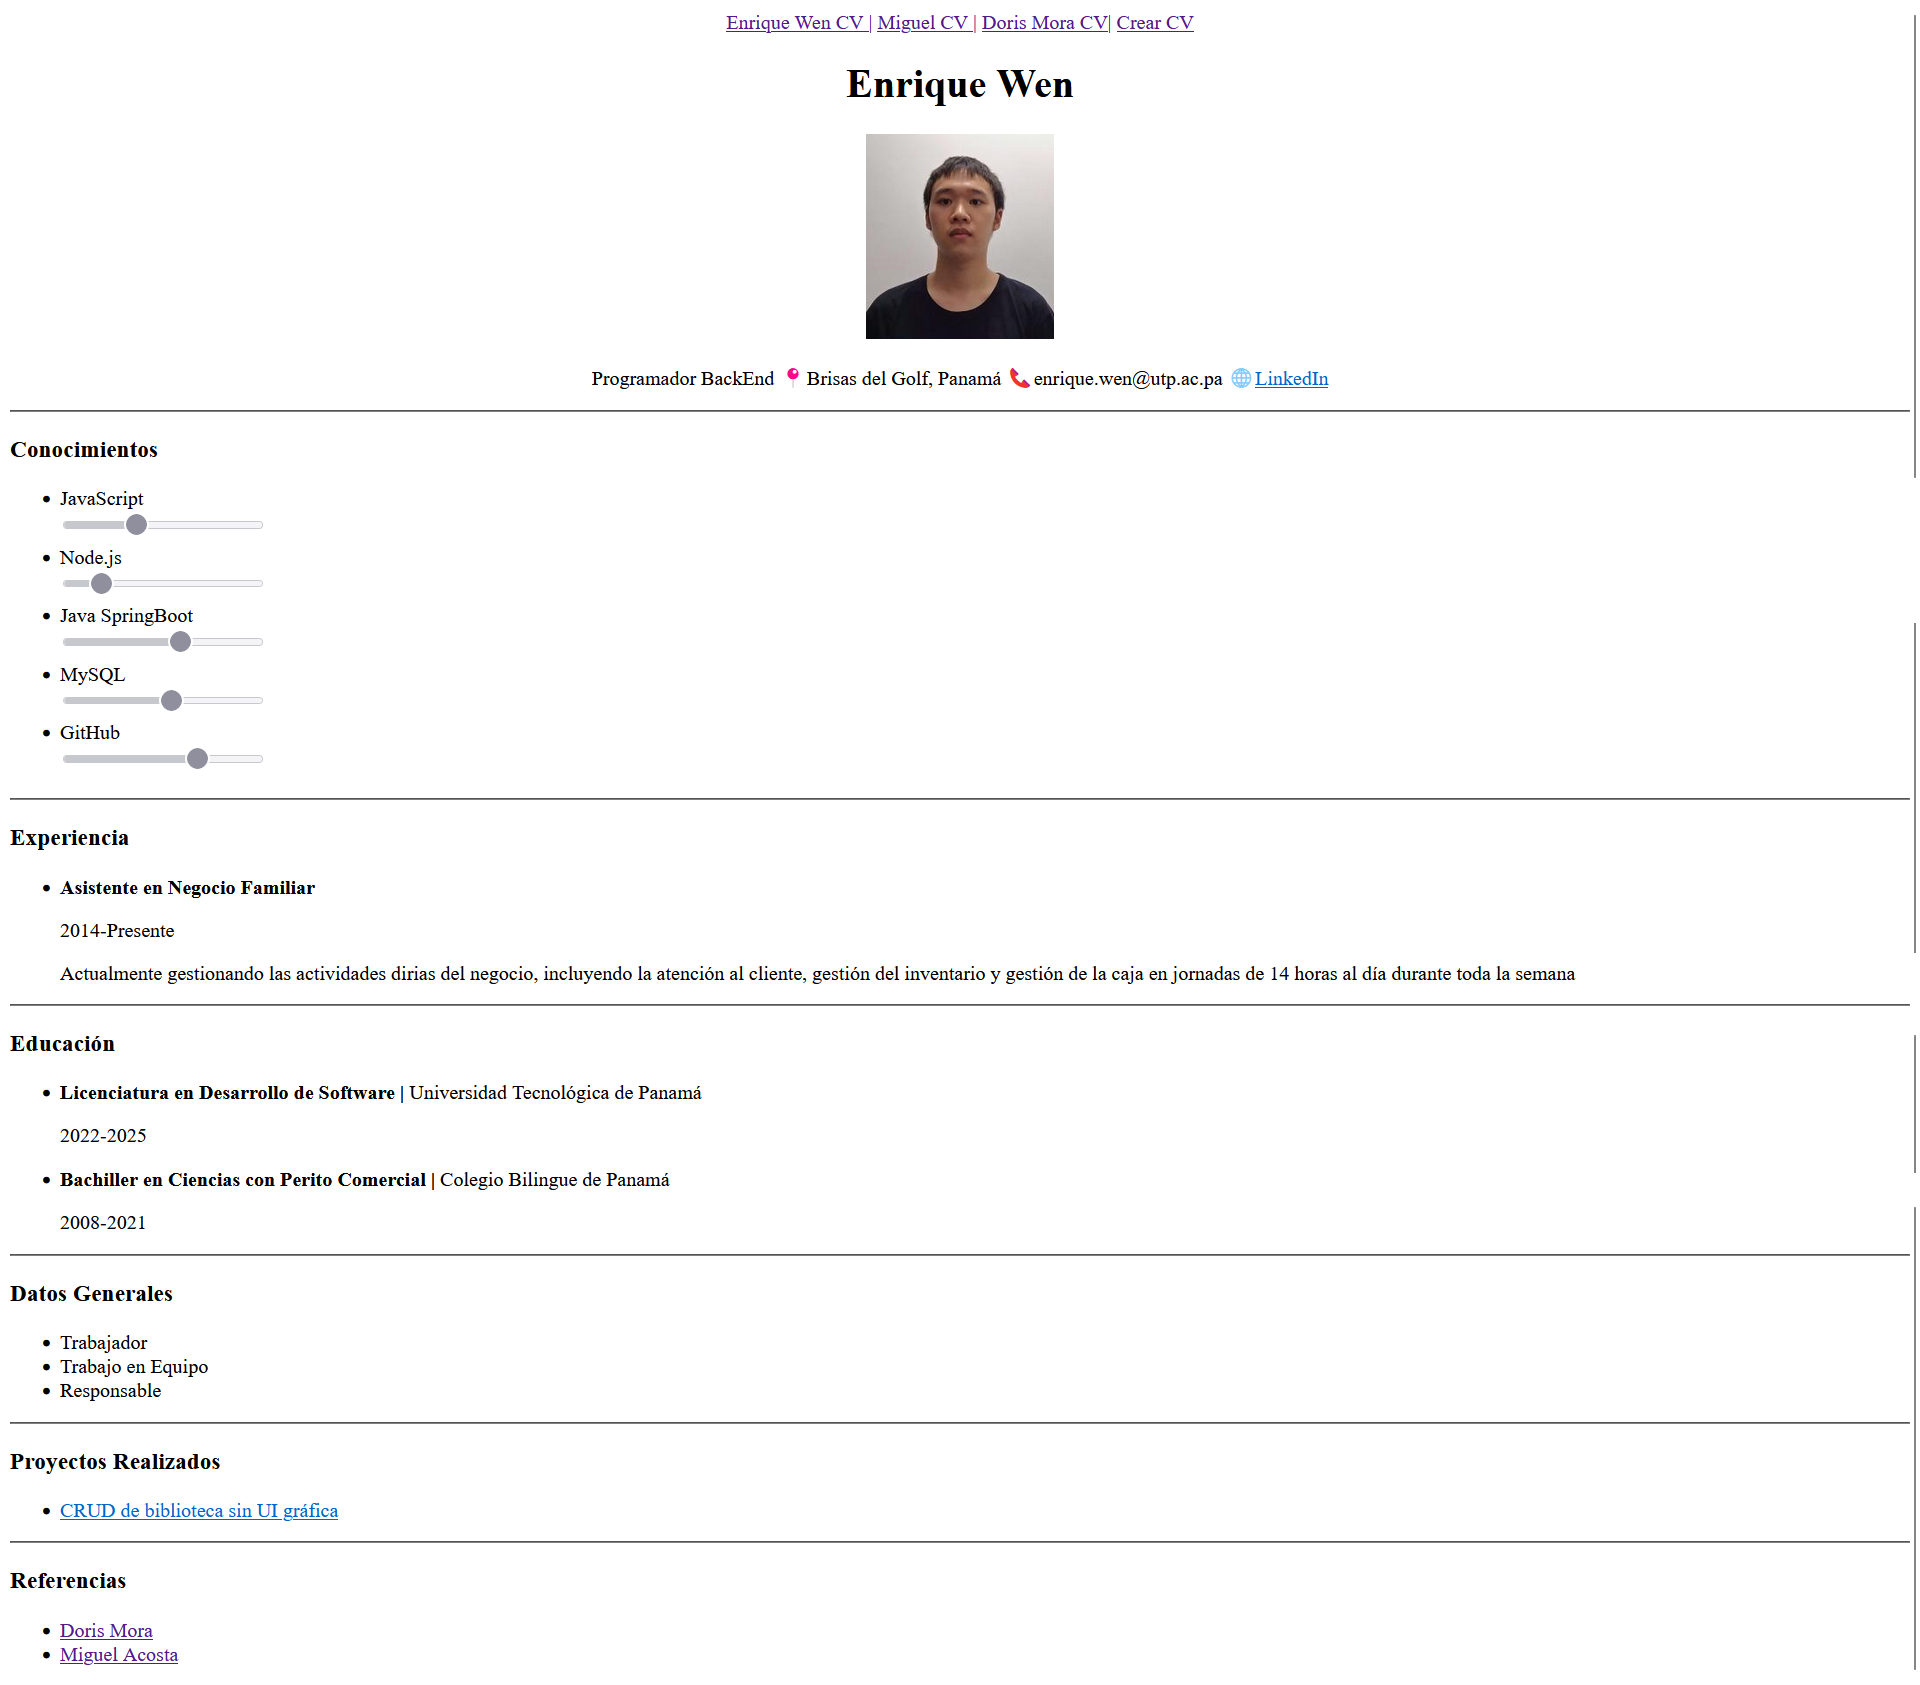 Enrique Wen CV | Miguel CV | Doris Mora CV| Crear CV
Enrique Wen
Programador BackEnd 📍Brisas del Golf, Panamá 📞enrique.wen@utp.ac.pa 🌐LinkedIn
Conocimientos
JavaScript
Node.js
Java SpringBoot
MySQL
GitHub
Experiencia
Asistente en Negocio Familiar
2014-Presente
Actualmente gestionando las actividades dirias del negocio, incluyendo la atención al cliente, gestión del inventario y gestión de la caja en jornadas de 14 horas al día durante toda la semana
Educación
Licenciatura en Desarrollo de Software | Universidad Tecnológica de Panamá
2022-2025
Bachiller en Ciencias con Perito Comercial | Colegio Bilingue de Panamá
2008-2021
Datos Generales
Trabajador
Trabajo en Equipo
Responsable
Proyectos Realizados
CRUD de biblioteca sin UI gráfica
Referencias
Doris Mora
Miguel Acosta